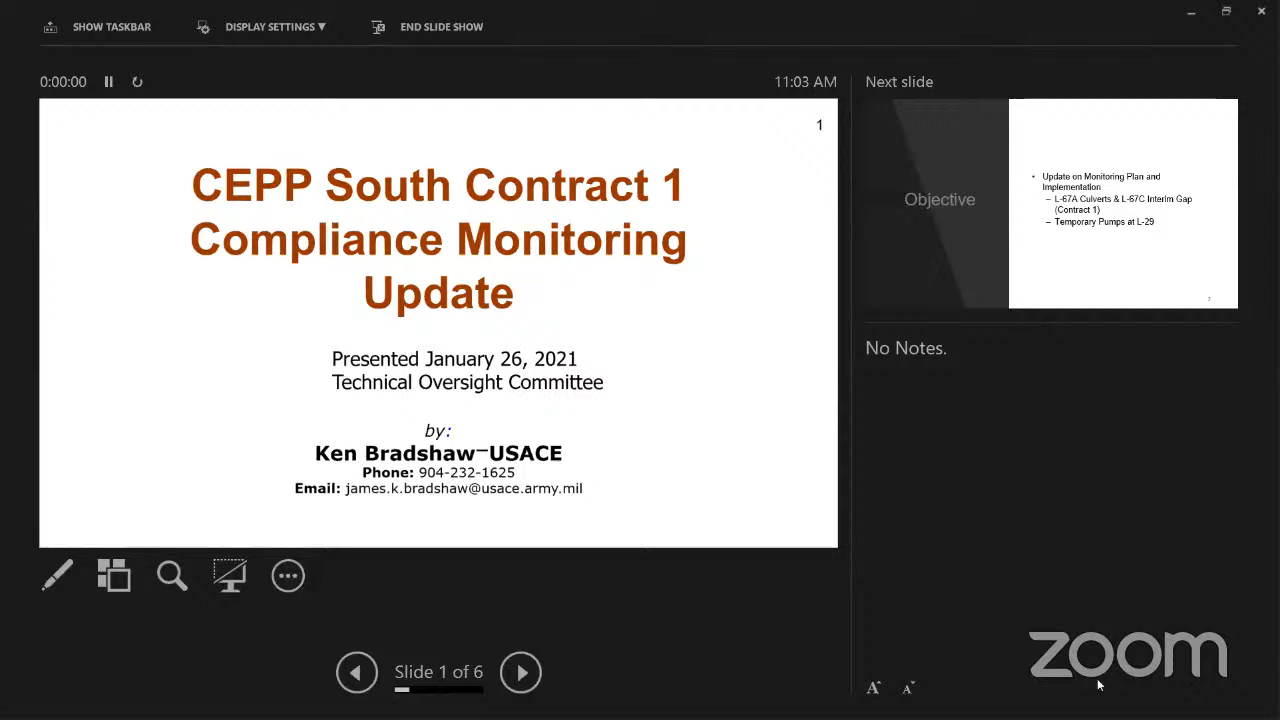 SHOW TASKBAR
DISPLAY SETTINGS ▼
END SLIDE SHOW
0:00:00
11:03 AM
Next slide
1
CEPP South Contract 1
Compliance Monitoring
Update
Presented January 26, 2021
Technical Oversight Committee
by:
Ken Bradshaw–USACE
Phone: 904-232-1625
Email: james.k.bradshaw@usace.army.mil
Objective
• Update on Monitoring Plan and
Implementation
– L-67A Culverts & L-67C Interim Gap
(Contract 1)
– Temporary Pumps at L-29
2
No Notes.
Slide 1 of 6
A A
zoom